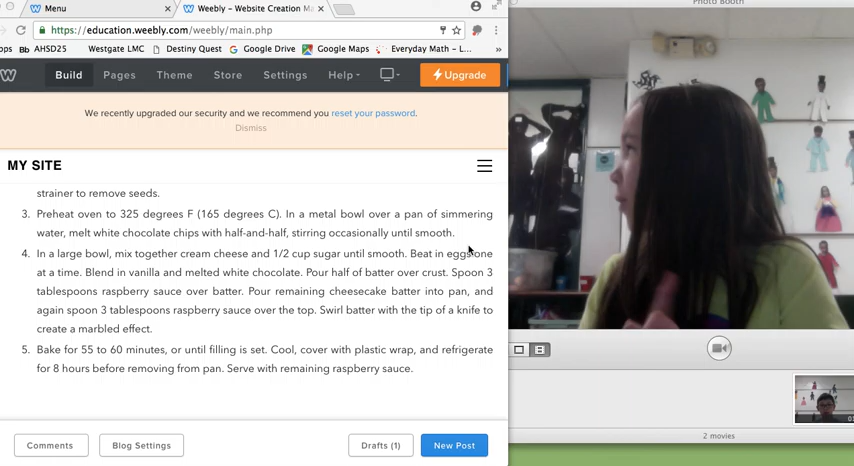 Menu
Weebly – Website Creation Ma
Photo Booth
https://education.weebly.com/weebly/main.php
Bb AHSD25 Westgate LMC Destiny Quest Google Drive Google Maps Everyday Math – L... »
Build Pages Theme Store Settings Help Upgrade
We recently upgraded our security and we recommend you reset your password.
Dismiss
MY SITE
strainer to remove seeds.
3. Preheat oven to 325 degrees F (165 degrees C). In a metal bowl over a pan of simmering
water, melt white chocolate chips with half-and-half, stirring occasionally until smooth.
4. In a large bowl, mix together cream cheese and 1/2 cup sugar until smooth. Beat in eggs one
at a time. Blend in vanilla and melted white chocolate. Pour half of batter over crust. Spoon 3
tablespoons raspberry sauce over batter. Pour remaining cheesecake batter into pan, and
again spoon 3 tablespoons raspberry sauce over the top. Swirl batter with the tip of a knife to
create a marbled effect.
5. Bake for 55 to 60 minutes, or until filling is set. Cool, cover with plastic wrap, and refrigerate
for 8 hours before removing from pan. Serve with remaining raspberry sauce.
Comments Blog Settings Drafts (1) New Post
2 movies